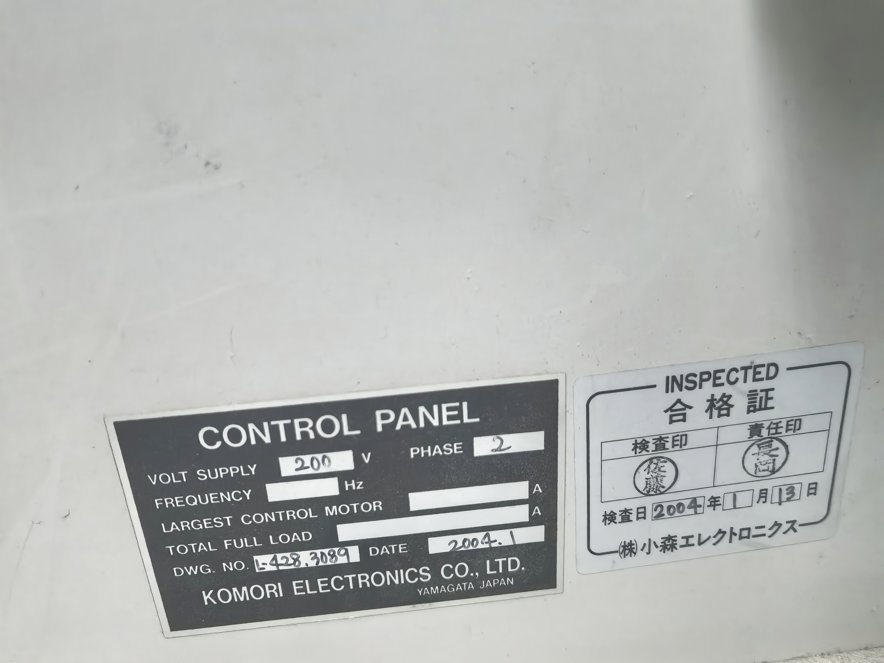 CONTROL PANEL
VOLT SUPPLY 200 V PHASE 2
FREQUENCY Hz
LARGEST CONTROL MOTOR A
TOTAL FULL LOAD A
DWG. NO. L-428.3089 DATE 2004.1
KOMORI ELECTRONICS CO., LTD.
YAMAGATA JAPAN
INSPECTED
合格証
検査印 責任印
佐藤 長岡
検査日 2004 年 1 月 13 日
㈱小森エレクトロニクス